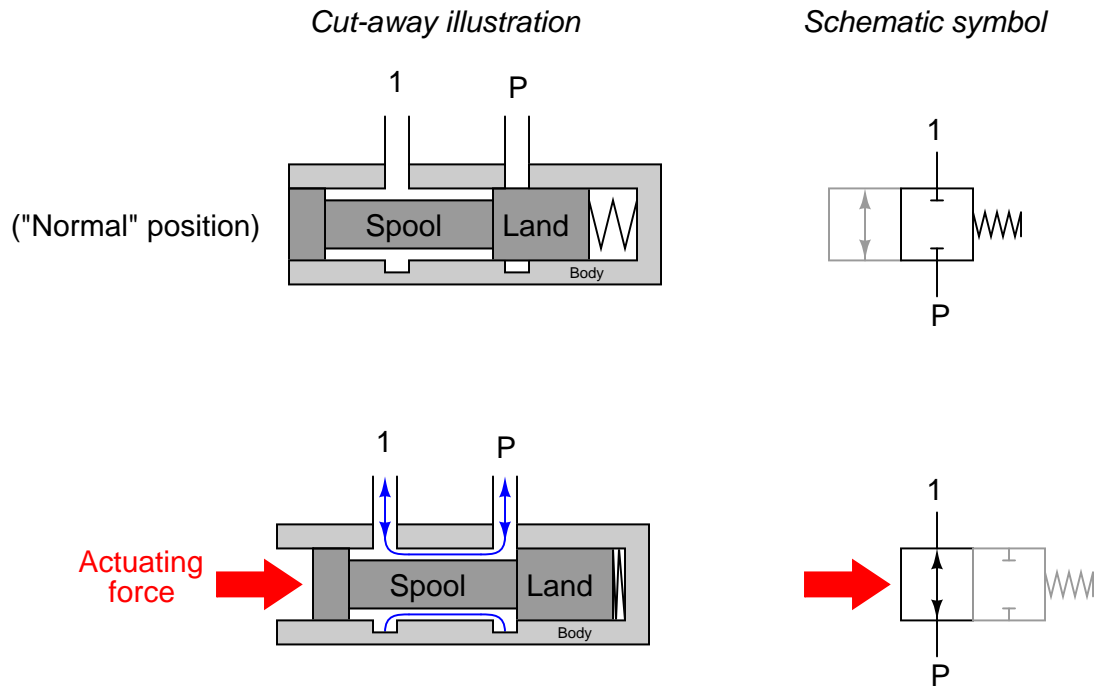 Cut-away illustration
Schematic symbol
1
P
1
("Normal" position)
Spool
Land
Body
P
1
P
1
Actuating
force
Spool
Land
Body
P